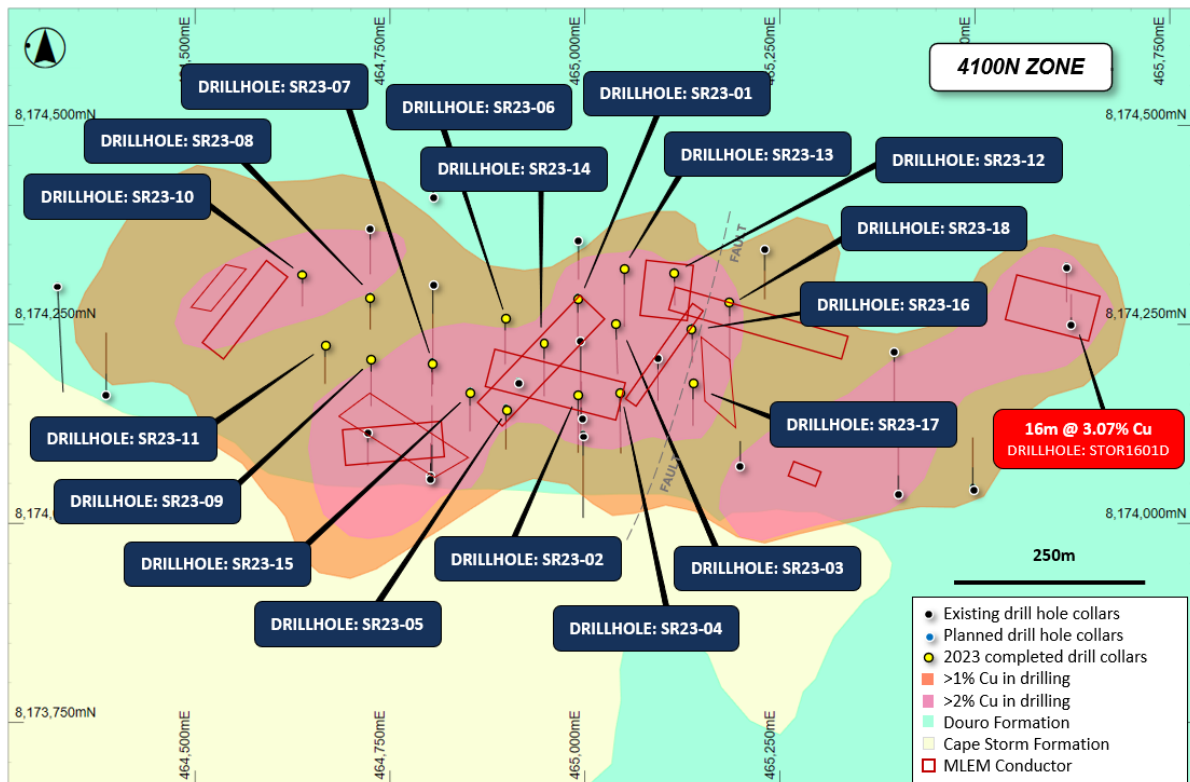 464,500mE
464,750mE
465,000mE
465,250mE
465,750mE
4100N ZONE
8,174,500mN
8,174,500mN
DRILLHOLE: SR23-07
DRILLHOLE: SR23-06
DRILLHOLE: SR23-01
DRILLHOLE: SR23-08
DRILLHOLE: SR23-14
DRILLHOLE: SR23-13
DRILLHOLE: SR23-12
DRILLHOLE: SR23-10
DRILLHOLE: SR23-18
FAULT
DRILLHOLE: SR23-16
8,174,250mN
8,174,250mN
DRILLHOLE: SR23-11
DRILLHOLE: SR23-17
16m @ 3.07% Cu
DRILLHOLE: STOR1601D
FAULT
DRILLHOLE: SR23-09
8,174,000mN
DRILLHOLE: SR23-15
DRILLHOLE: SR23-02
DRILLHOLE: SR23-03
250m
DRILLHOLE: SR23-05
DRILLHOLE: SR23-04
Existing drill hole collars
Planned drill hole collars
2023 completed drill collars
>1% Cu in drilling
>2% Cu in drilling
Douro Formation
Cape Storm Formation
MLEM Conductor
8,173,750mN
464,500mE
464,750mE
465,000mE
465,250mE